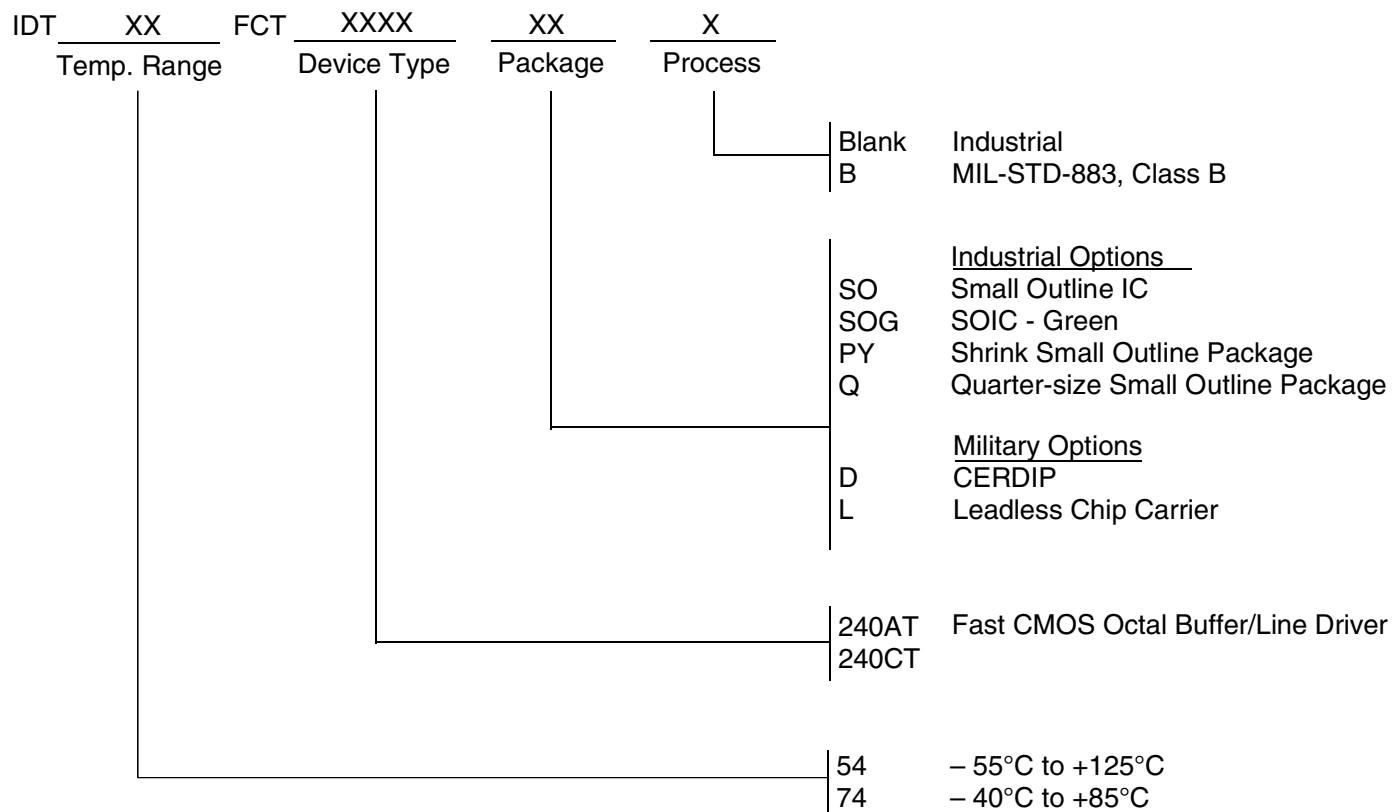 IDT XX FCT XXXX XX X
Temp. Range Device Type Package Process
Blank Industrial
B MIL-STD-883, Class B
Industrial Options
SO Small Outline IC
SOG SOIC - Green
PY Shrink Small Outline Package
Q Quarter-size Small Outline Package
Military Options
D CERDIP
L Leadless Chip Carrier
240AT Fast CMOS Octal Buffer/Line Driver
240CT
54 – 55°C to +125°C
74 – 40°C to +85°C